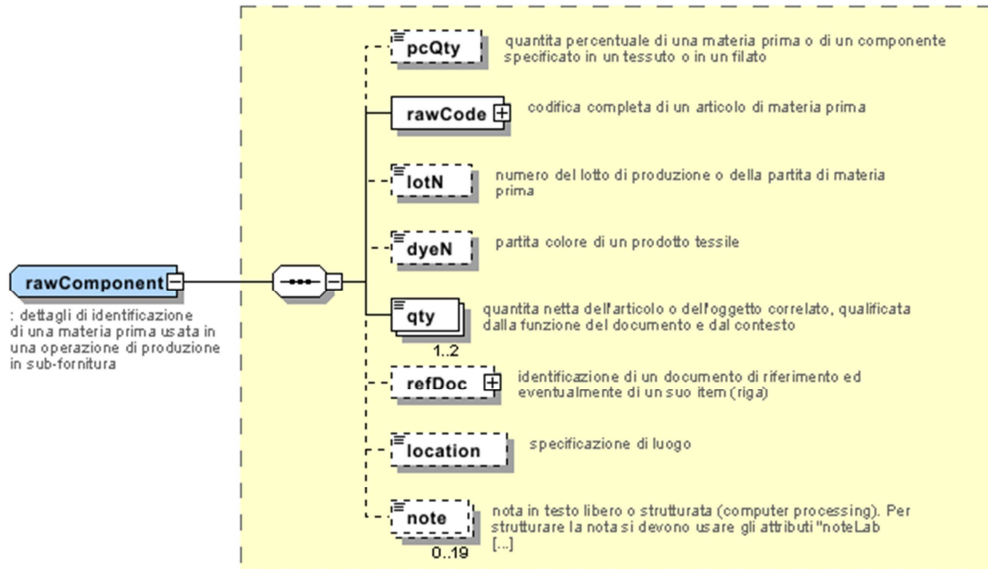 pcQty
quantita percentuale di una materia prima o di un componente
specificato in un tessuto o in un filato
rawCode
codifica completa di un articolo di materia prima
lotN
numero del lotto di produzione o della partita di materia
prima
dyeN
partita colore di un prodotto tessile
rawComponent
: dettagli di identificazione
di una materia prima usata in
una operazione di produzione
in sub-fornitura
qty
1..2
quantita netta dell'articolo o dell'oggetto correlato, qualificata
dalla funzione del documento e dal contesto
refDoc
identificazione di un documento di riferimento ed
eventualmente di un suo item (riga)
location
specificazione di luogo
note
0..19
nota in testo libero o strutturata (computer processing). Per
strutturare la nota si devono usare gli attributi "noteLab
[...]